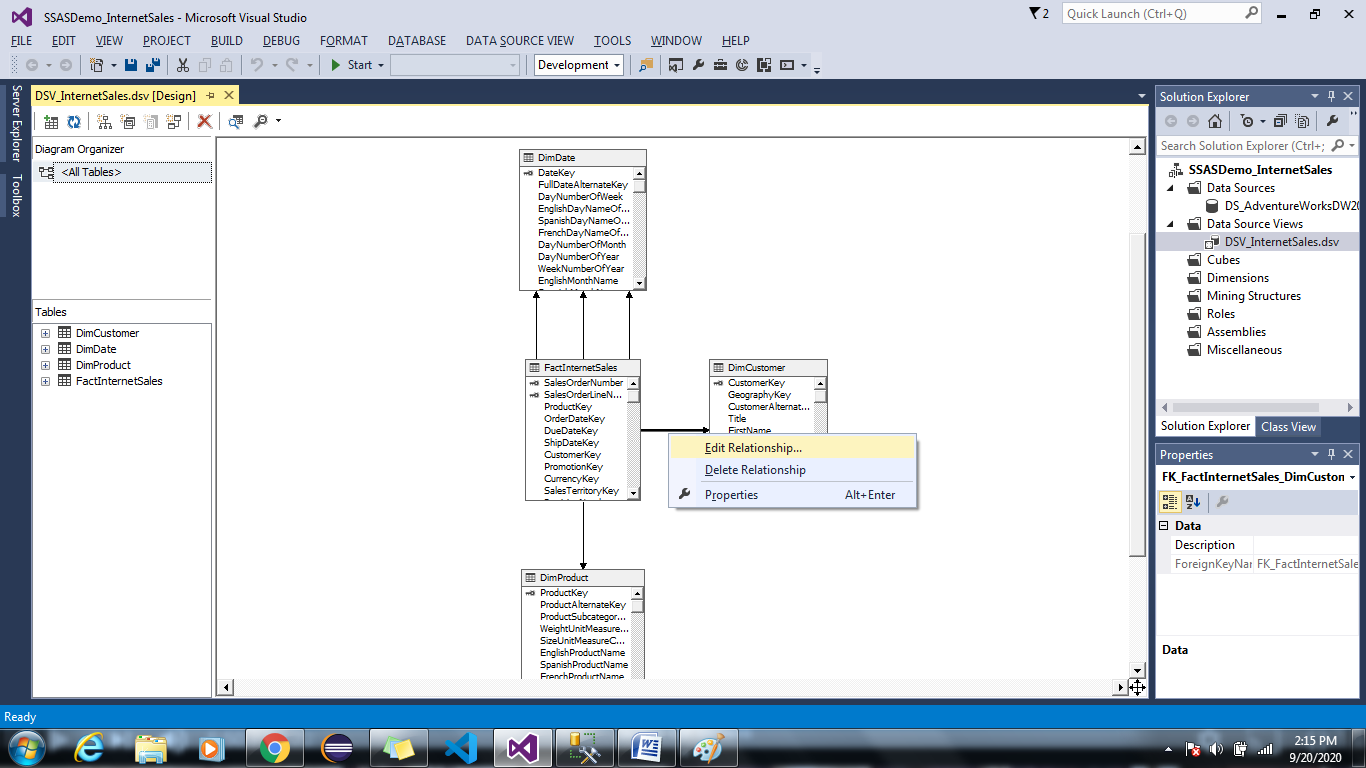 SSASDemo_InternetSales - Microsoft Visual Studio
2
Quick Launch (Ctrl+Q)
FILE EDIT VIEW PROJECT BUILD DEBUG FORMAT DATABASE DATA SOURCE VIEW TOOLS WINDOW HELP
Start
Development
Server Explorer
Toolbox
DSV_InternetSales.dsv [Design]
Diagram Organizer
<All Tables>
Tables
DimCustomer
DimDate
DimProduct
FactInternetSales
DimDate
DateKey
FullDateAlternateKey
DayNumberOfWeek
EnglishDayNameOf...
SpanishDayNameO...
FrenchDayNameOf...
DayNumberOfMonth
DayNumberOfYear
WeekNumberOfYear
EnglishMonthName
FactInternetSales
SalesOrderNumber
SalesOrderLineN...
ProductKey
OrderDateKey
DueDateKey
ShipDateKey
CustomerKey
PromotionKey
CurrencyKey
SalesTerritoryKey
DimCustomer
CustomerKey
GeographyKey
CustomerAlternat...
Title
FirstName
Edit Relationship...
Delete Relationship
Properties Alt+Enter
DimProduct
ProductKey
ProductAlternateKey
ProductSubcategor...
WeightUnitMeasure...
SizeUnitMeasureC...
EnglishProductName
SpanishProductName
FrenchProductName
Solution Explorer
Search Solution Explorer (Ctrl+;
SSASDemo_InternetSales
Data Sources
DS_AdventureWorksDW20
Data Source Views
DSV_InternetSales.dsv
Cubes
Dimensions
Mining Structures
Roles
Assemblies
Miscellaneous
Solution Explorer Class View
Properties
FK_FactInternetSales_DimCuston
Data
Description
ForeignKeyNar FK_FactInternetSale
Data
Ready
2:15 PM
9/20/2020